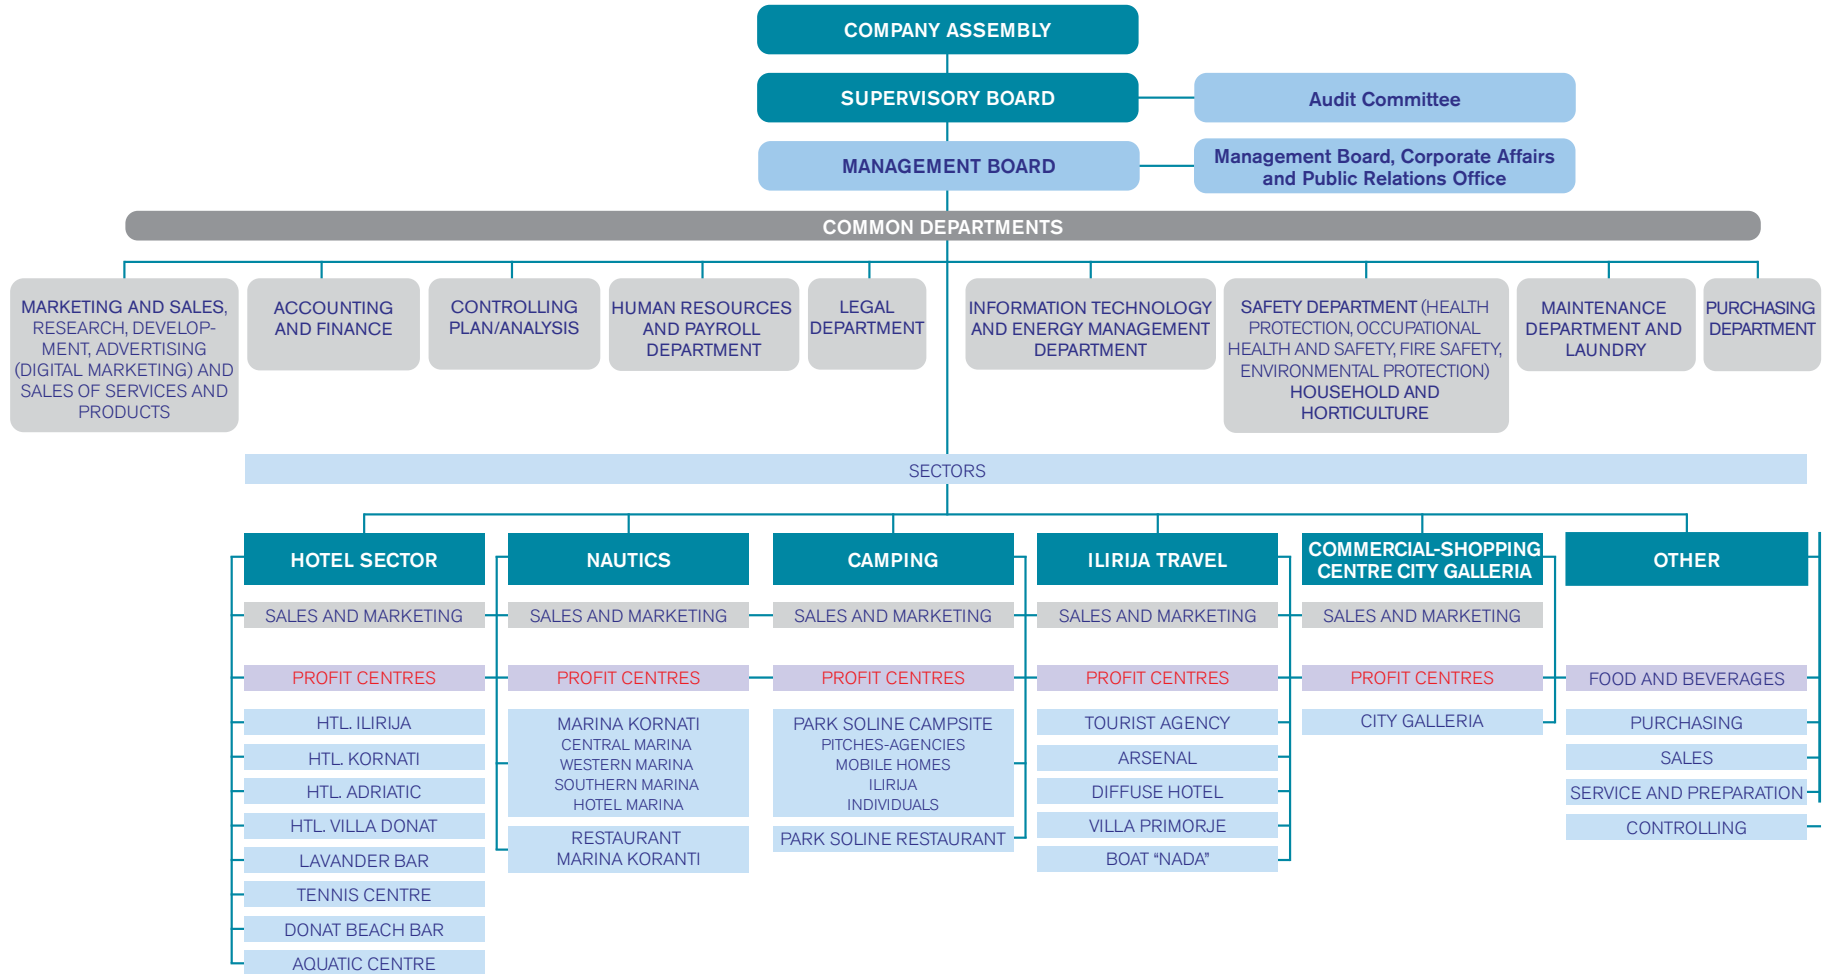 COMPANY ASSEMBLY
SUPERVISORY BOARD
Audit Committee
MANAGEMENT BOARD
Management Board, Corporate Affairs
and Public Relations Office
COMMON DEPARTMENTS
MARKETING AND SALES,
RESEARCH, DEVELOP-
MENT, ADVERTISING
(DIGITAL MARKETING) AND
SALES OF SERVICES AND
PRODUCTS
ACCOUNTING
AND FINANCE
CONTROLLING
PLAN/ANALYSIS
HUMAN RESOURCES
AND PAYROLL
DEPARTMENT
LEGAL
DEPARTMENT
INFORMATION TECHNOLOGY
AND ENERGY MANAGEMENT
DEPARTMENT
SAFETY DEPARTMENT (HEALTH
PROTECTION, OCCUPATIONAL
HEALTH AND SAFETY, FIRE SAFETY,
ENVIRONMENTAL PROTECTION)
HOUSEHOLD AND
HORTICULTURE
MAINTENANCE
DEPARTMENT AND
LAUNDRY
PURCHASING
DEPARTMENT
SECTORS
HOTEL SECTOR
SALES AND MARKETING
PROFIT CENTRES
HTL. ILIRIJA
HTL. KORNATI
HTL. ADRIATIC
HTL. VILLA DONAT
LAVANDER BAR
TENNIS CENTRE
DONAT BEACH BAR
AQUATIC CENTRE
NAUTICS
SALES AND MARKETING
PROFIT CENTRES
MARINA KORNATI
CENTRAL MARINA
WESTERN MARINA
SOUTHERN MARINA
HOTEL MARINA
RESTAURANT
MARINA KORANTI
CAMPING
SALES AND MARKETING
PROFIT CENTRES
PARK SOLINE CAMPSITE
PITCHES-AGENCIES
MOBILE HOMES
ILIRIJA
INDIVIDUALS
PARK SOLINE RESTAURANT
ILIRIJA TRAVEL
SALES AND MARKETING
PROFIT CENTRES
TOURIST AGENCY
ARSENAL
DIFFUSE HOTEL
VILLA PRIMORJE
BOAT “NADA”
COMMERCIAL-SHOPPING
CENTRE CITY GALLERIA
SALES AND MARKETING
PROFIT CENTRES
CITY GALLERIA
OTHER
FOOD AND BEVERAGES
PURCHASING
SALES
SERVICE AND PREPARATION
CONTROLLING